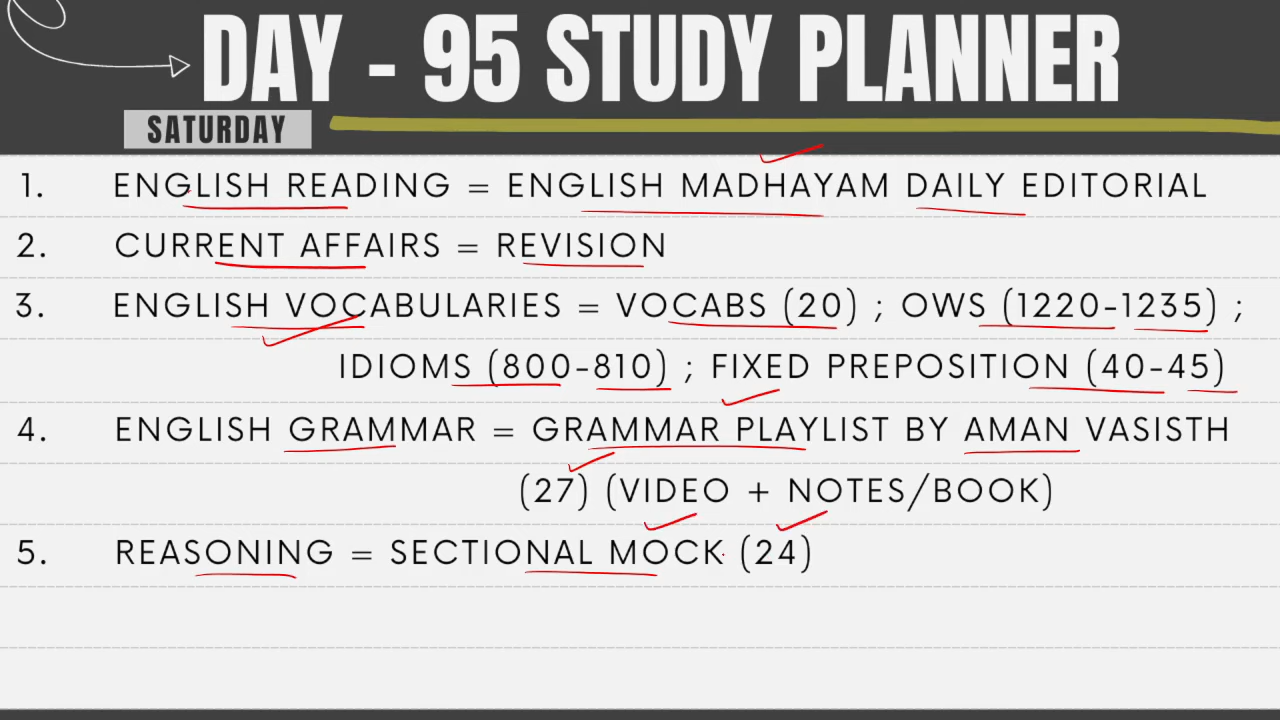 DAY - 95 STUDY PLANNER
SATURDAY
1. ENGLISH READING = ENGLISH MADHAYAM DAILY EDITORIAL
2. CURRENT AFFAIRS = REVISION
3. ENGLISH VOCABULARIES = VOCABS (20) ; OWS (1220-1235) ;
IDIOMS (800-810) ; FIXED PREPOSITION (40-45)
4. ENGLISH GRAMMAR = GRAMMAR PLAYLIST BY AMAN VASISTH
(27) (VIDEO + NOTES/BOOK)
5. REASONING = SECTIONAL MOCK (24)